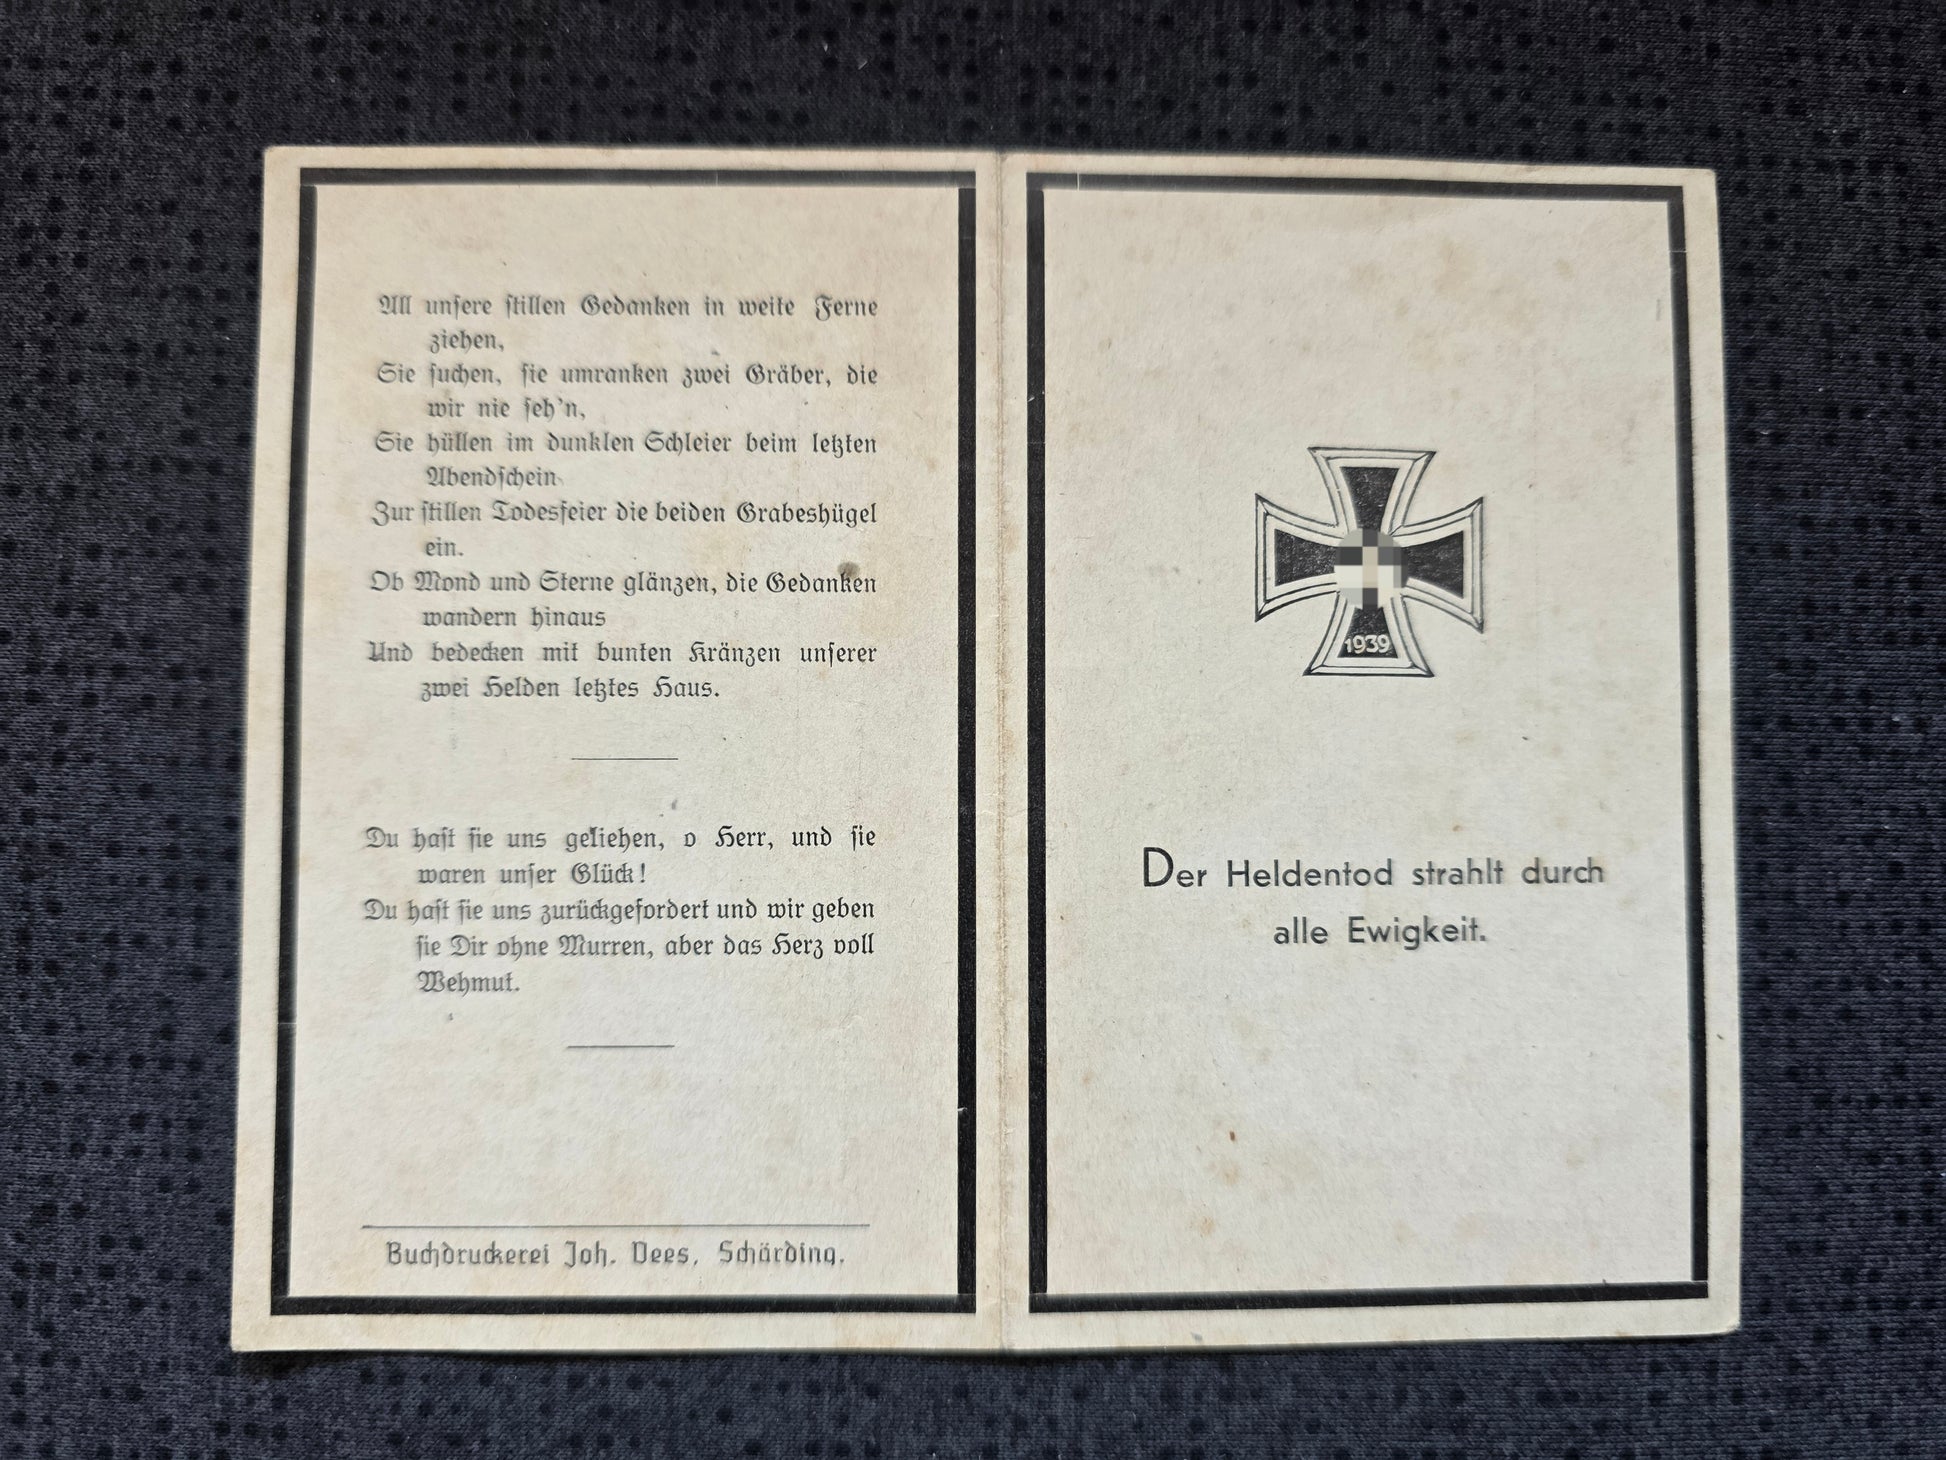 All unsere stillen Gedanken in weite Ferne
ziehen,
Sie suchen, sie umranken zwei Gräber, die
wir nie seh'n,
Sie hüllen im dunklen Schleier beim letzten
Abendschein
Zur stillen Todesfeier die beiden Grabeshügel
ein.
Ob Mond und Sterne glänzen, die Gedanken
wandern hinaus
Und bedecken mit bunten Kränzen unserer
zwei Helden letztes Haus.
Du hast sie uns geliehen, o Herr, und sie
waren unser Glück!
Du hast sie uns zurückgefordert und wir geben
sie Dir ohne Murren, aber das Herz voll
Wehmut.
Buchdruckerei Joh. Vees, Schärding.
1939
Der Heldentod strahlt durch
alle Ewigkeit.